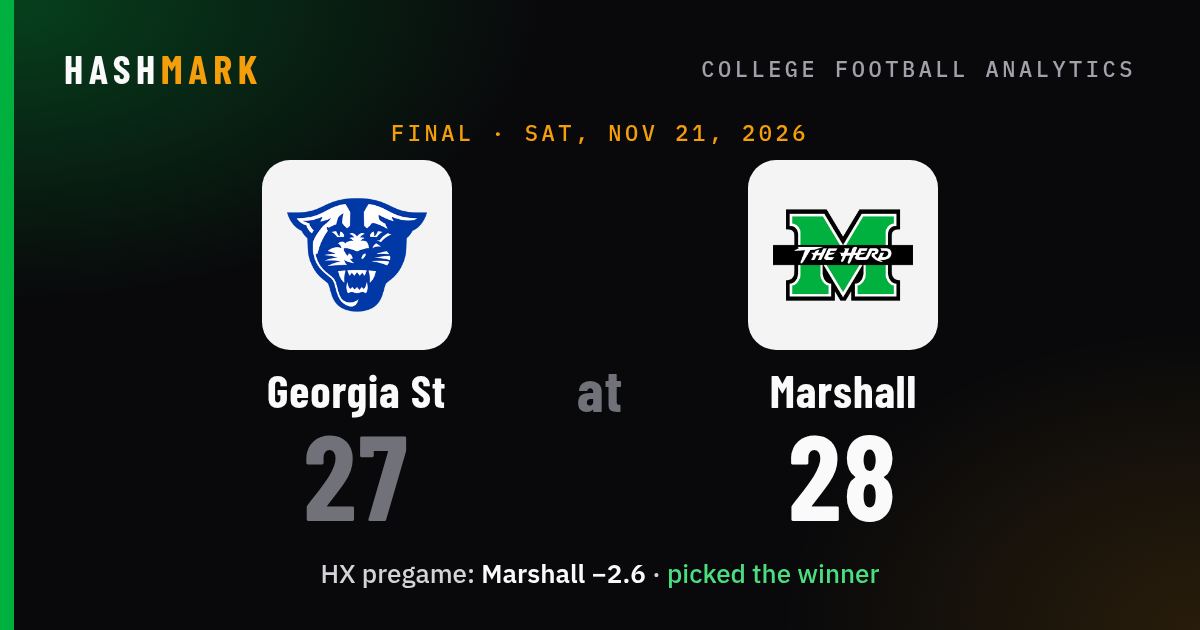 HASHMARK
COLLEGE FOOTBALL ANALYTICS
FINAL · SAT, NOV 21, 2026
THE HERD
Georgia St
at
Marshall
27
28
HX pregame: Marshall −2.6 · picked the winner